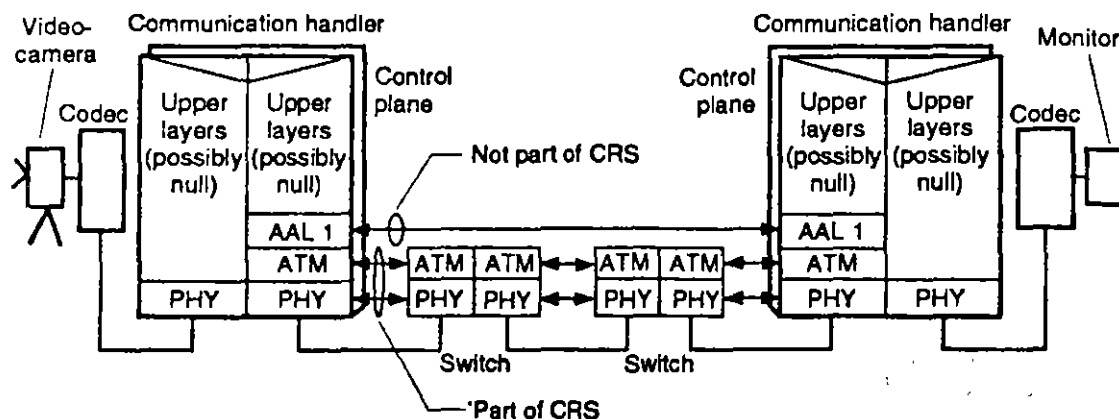 Communication handler
Communication handler
Video-
camera
Monitor
Control
plane
Control
plane
Codec
Upper
layers
(possibly
null)
Upper
layers
(possibly
null)
Upper
layers
(possibly
null)
Upper
layers
(possibly
null)
Codec
Not part of CRS
AAL 1
AAL 1
ATM
ATM
ATM
ATM
ATM
ATM
PHY
PHY
PHY
PHY
PHY
PHY
PHY
PHY
Switch
Switch
Part of CRS